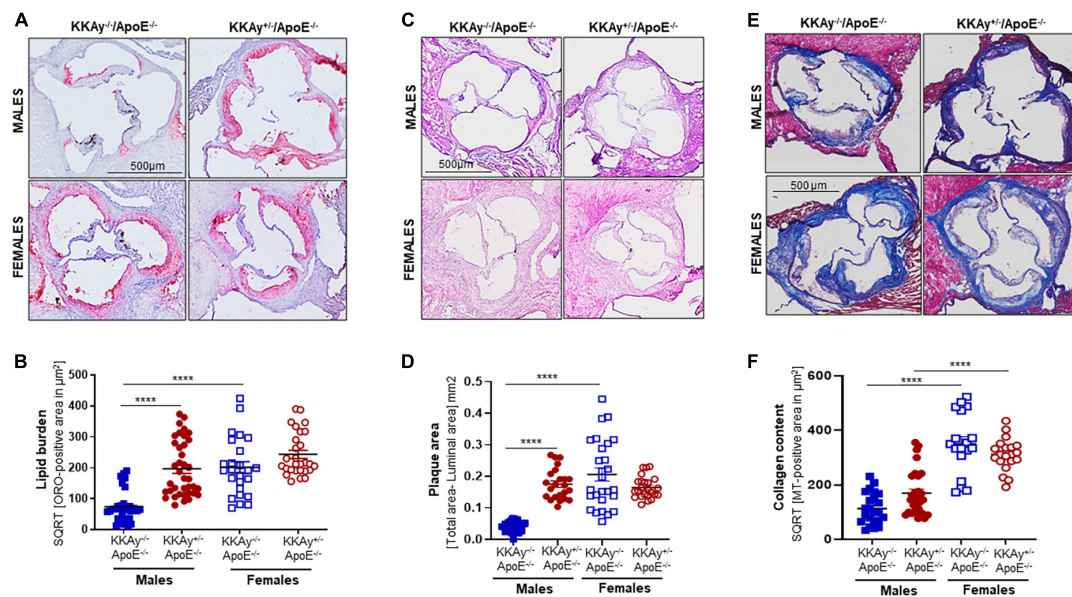 A
KKAy-/-/ApoE-/-
KKAy+/-/ApoE-/-
MALES
500µm
FEMALES
B
Lipid burden
SQRT [ORO-positive area in µm²]
500
400
300
200
100
0
****
****
KKAy-/-
ApoE-/-
KKAy+/-
ApoE-/-
KKAy-/-
ApoE-/-
KKAy+/-
ApoE-/-
Males
Females
C
KKAy-/-/ApoE-/-
KKAy+/-/ApoE-/-
MALES
500µm
FEMALES
D
Plaque area
[Total area- Luminal area] mm2
0.5
0.4
0.3
0.2
0.1
0.0
****
****
KKAy-/-
ApoE-/-
KKAy+/-
ApoE-/-
KKAy-/-
ApoE-/-
KKAy+/-
ApoE-/-
Males
Females
E
KKAy-/-/ApoE-/-
KKAy+/-/ApoE-/-
MALES
FEMALES
500 µm
F
Collagen content
SQRT [MT-positive area in µm²]
600
400
200
0
****
****
KKAy-/-
ApoE-/-
KKAy+/-
ApoE-/-
KKAy-/-
ApoE-/-
KKAy+/-
ApoE-/-
Males
Females